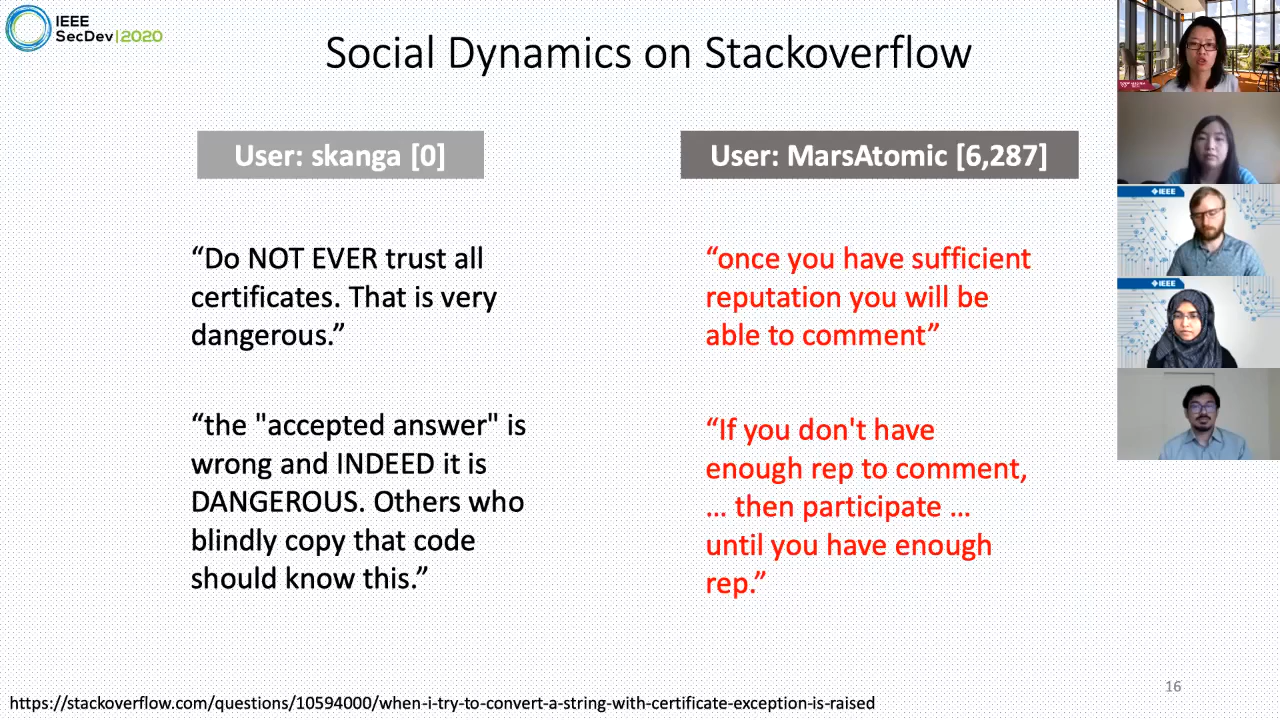 IEEE
SecDev|2020
Social Dynamics on Stackoverflow
User: skanga [0]
“Do NOT EVER trust all
certificates. That is very
dangerous.”
“the "accepted answer" is
wrong and INDEED it is
DANGEROUS. Others who
blindly copy that code
should know this.”
User: MarsAtomic [6,287]
“once you have sufficient
reputation you will be
able to comment”
“If you don't have
enough rep to comment,
... then participate ...
until you have enough
rep.”
IEEE
IEEE
16
https://stackoverflow.com/questions/10594000/when-i-try-to-convert-a-string-with-certificate-exception-is-raised